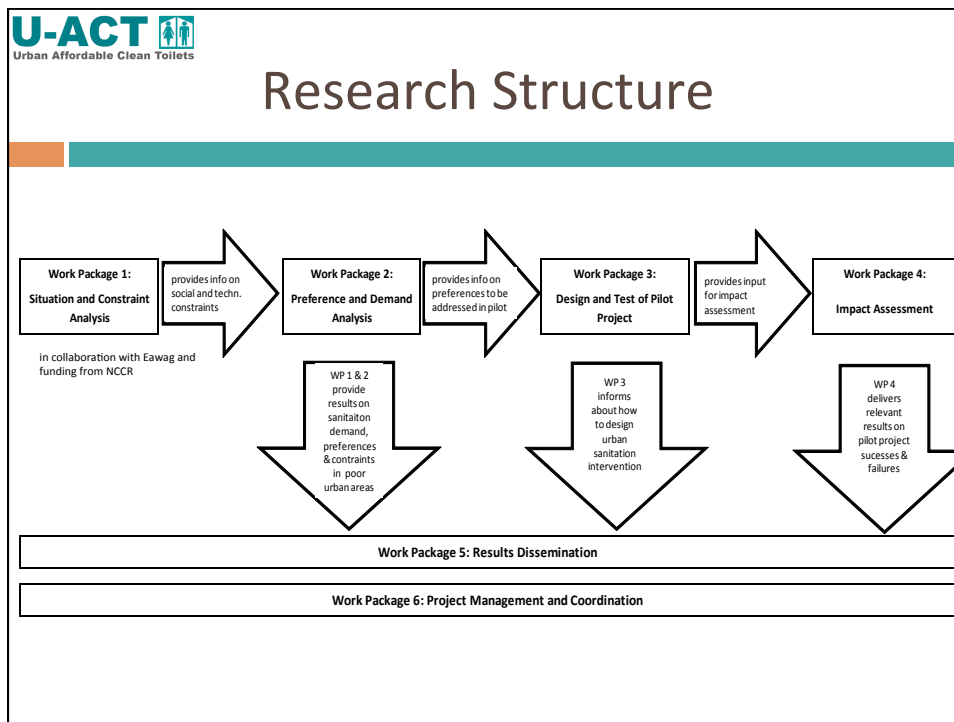 U-ACT
Urban Affordable Clean Toilets
Research Structure
Work Package 1:
Situation and Constraint
Analysis
provides info on
social and techn.
constraints
Work Package 2:
Preference and Demand
Analysis
provides info on
preferences to be
addressed in pilot
Work Package 3:
Design and Test of Pilot
Project
provides input
for impact
assessment
Work Package 4:
Impact Assessment
in collaboration with Eawag and
funding from NCCR
WP 1 & 2
provide
results on
sanitaiton
demand,
preferences
& contraints
in poor
urban areas
WP 3
informs
about how
to design
urban
sanitation
intervention
WP 4
delivers
relevant
results on
pilot project
sucesses &
failures
Work Package 5: Results Dissemination
Work Package 6: Project Management and Coordination